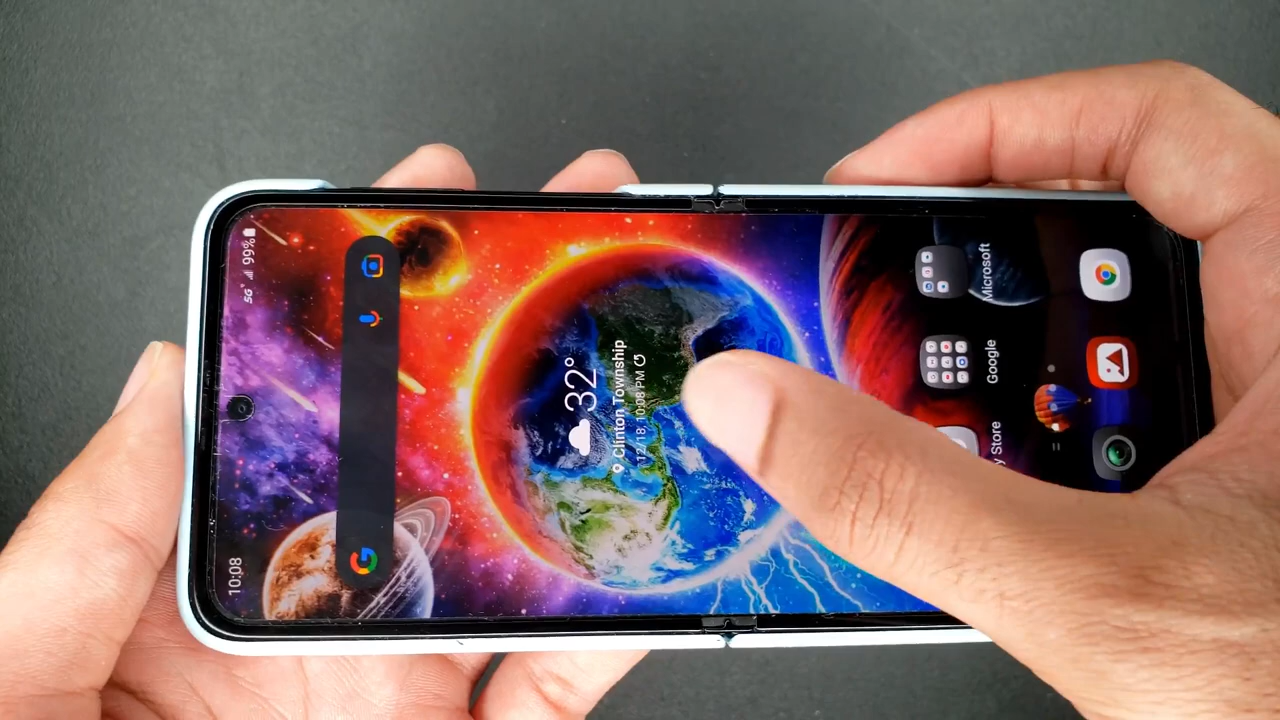 10:08
5G 99%
32°
Clinton Township
12/18, 10:08 PM
Store
Google
Microsoft